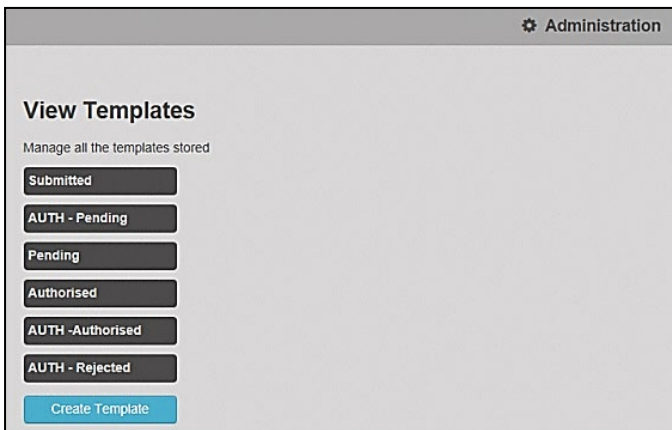 Administration
View Templates
Manage all the templates stored
Submitted
AUTH - Pending
Pending
Authorised
AUTH -Authorised
AUTH - Rejected
Create Template